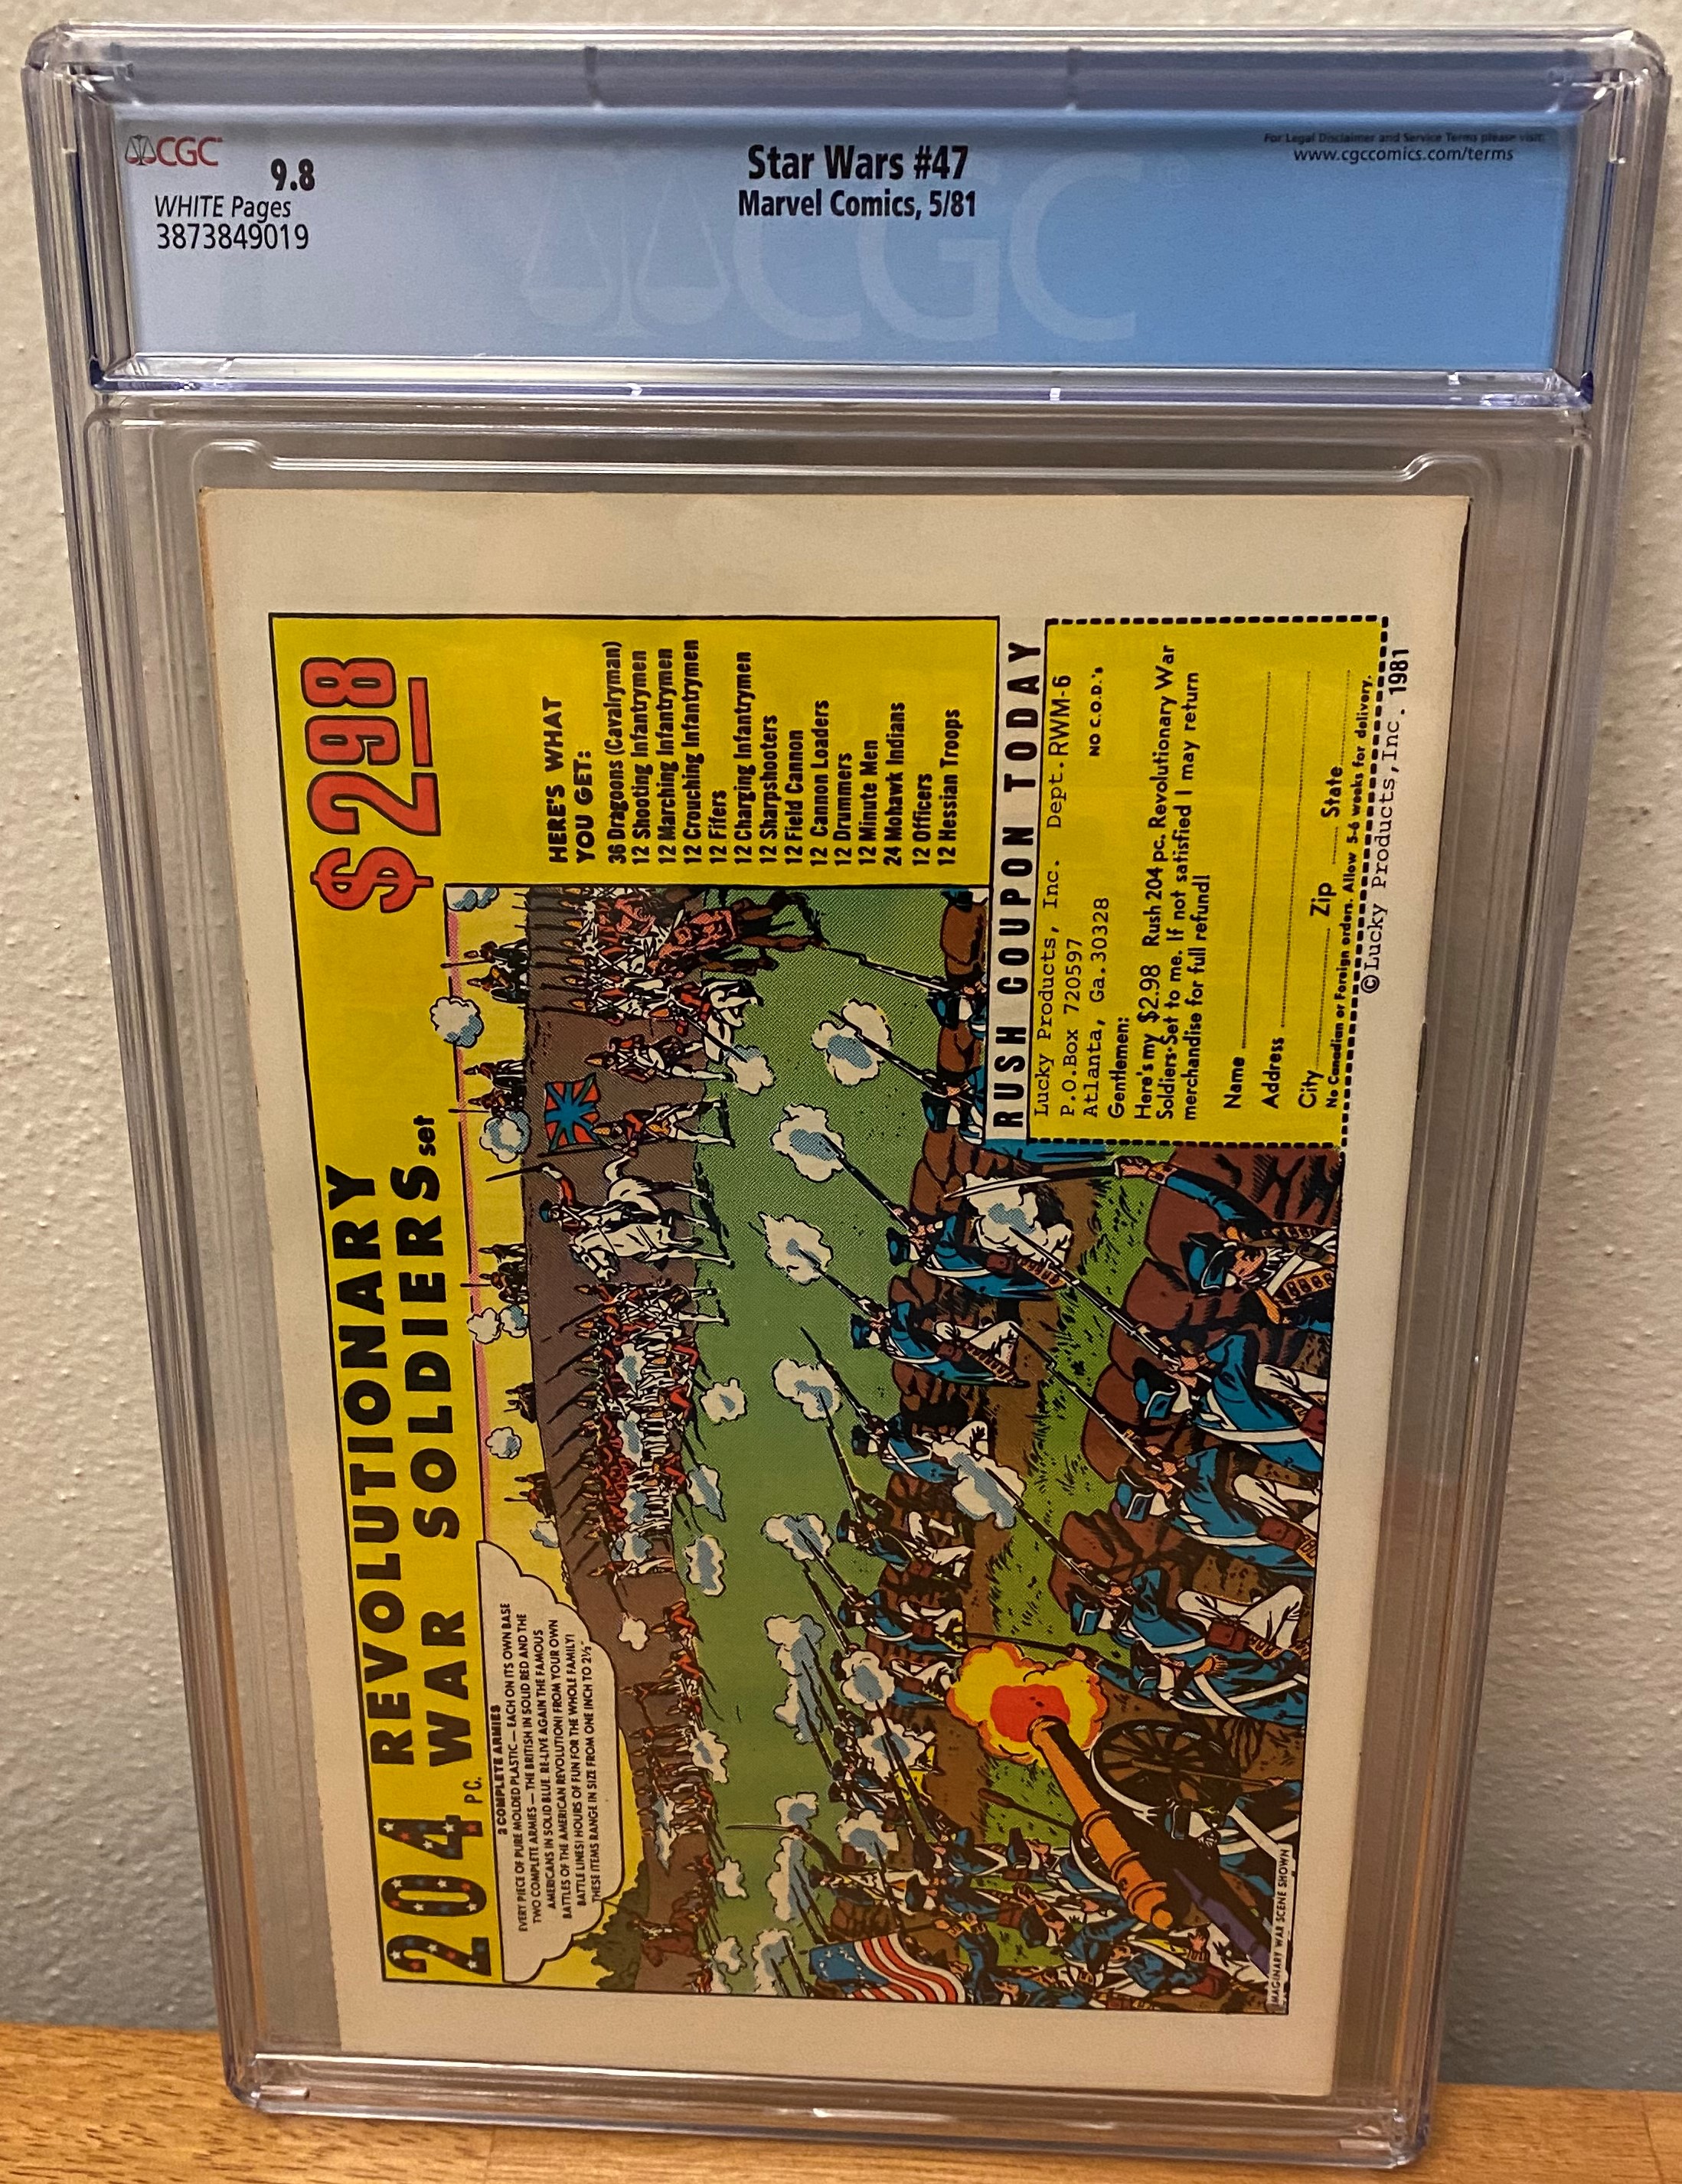 CGC
9.8
WHITE Pages
3873849019
Star Wars #47
Marvel Comics, 5/81
For Legal Disclaimer and Service Terms please visit:
www.cgccomics.com/terms
CGC
204 PC. REVOLUTIONARY
WAR SOLDIERS set
$2.98
2 COMPLETE ARMIES
EVERY PIECE OF PURE MOLDED PLASTIC — EACH ON ITS OWN BASE
TWO COMPLETE ARMIES — THE BRITISH IN SOLID RED AND THE
AMERICANS IN SOLID BLUE. RE-LIVE AGAIN THE FAMOUS
BATTLES OF THE AMERICAN REVOLUTION! FROM YOUR OWN
BATTLE LINES! HOURS OF FUN FOR THE WHOLE FAMILY!
THESE ITEMS RANGE IN SIZE FROM ONE INCH TO 2½"
HERE'S WHAT
YOU GET:
36 Dragoons (Cavalryman)
12 Shooting Infantrymen
12 Marching Infantrymen
12 Crouching Infantrymen
12 Fifers
12 Charging Infantrymen
12 Sharpshooters
12 Field Cannon
12 Cannon Loaders
12 Drummers
12 Minute Men
24 Mohawk Indians
12 Officers
12 Hessian Troops
RUSH COUPON TODAY
Lucky Products, Inc. Dept.RWM-6
P.O.Box 720597 NO C.O.D.'s
Atlanta, Ga.30328
Gentlemen:
Here's my $2.98 Rush 204 pc. Revolutionary War
Soldiers Set to me. If not satisfied I may return
merchandise for full refund!
Name
Address
City Zip State
No Canadian or Foreign orders. Allow 5-6 weeks for delivery.
©Lucky Products,Inc. 1981
IMAGINARY WAR SCENE SHOWN